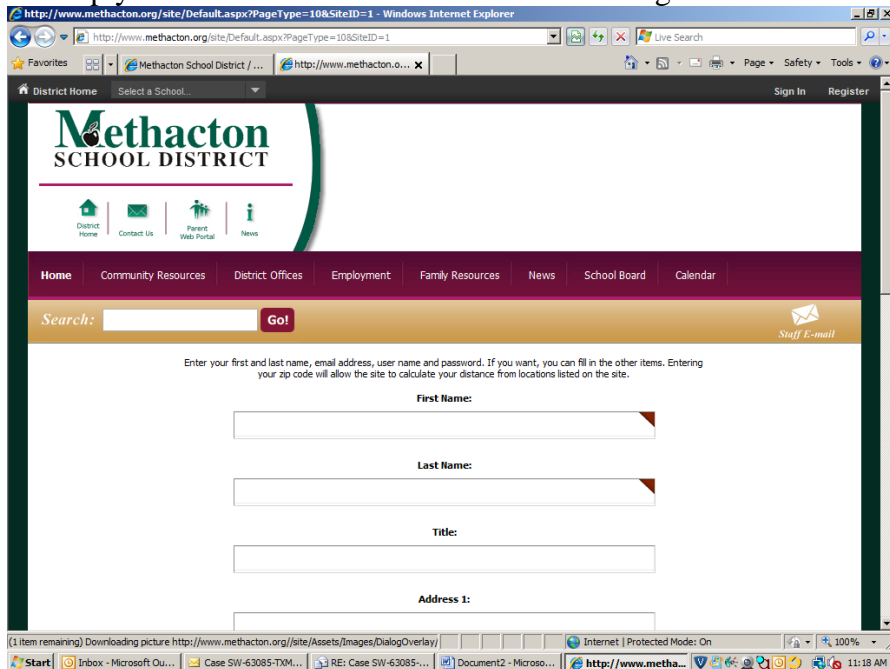 http://www.methacton.org/site/Default.aspx?PageType=10&SiteID=1 - Windows Internet Explorer
http://www.methacton.org/site/Default.aspx?PageType=10&SiteID=1
Live Search
Favorites
Methacton School District / ...
http://www.methacton.o...
Page
Safety
Tools
District Home
Select a School...
Sign In
Register
Methacton
SCHOOL DISTRICT
District Home
Contact Us
Parent Web Portal
News
Home
Community Resources
District Offices
Employment
Family Resources
News
School Board
Calendar
Search:
Go!
Staff E-mail
Enter your first and last name, email address, user name and password. If you want, you can fill in the other items. Entering
your zip code will allow the site to calculate your distance from locations listed on the site.
First Name:
Last Name:
Title:
Address 1:
(1 item remaining) Downloading picture http://www.methacton.org//site/Assets/Images/DialogOverlay/
Internet | Protected Mode: On
100%
Start
Inbox - Microsoft Ou...
Case SW-63085-TXM...
RE: Case SW-63085-...
Document2 - Microso...
http://www.metha...
11:18 AM